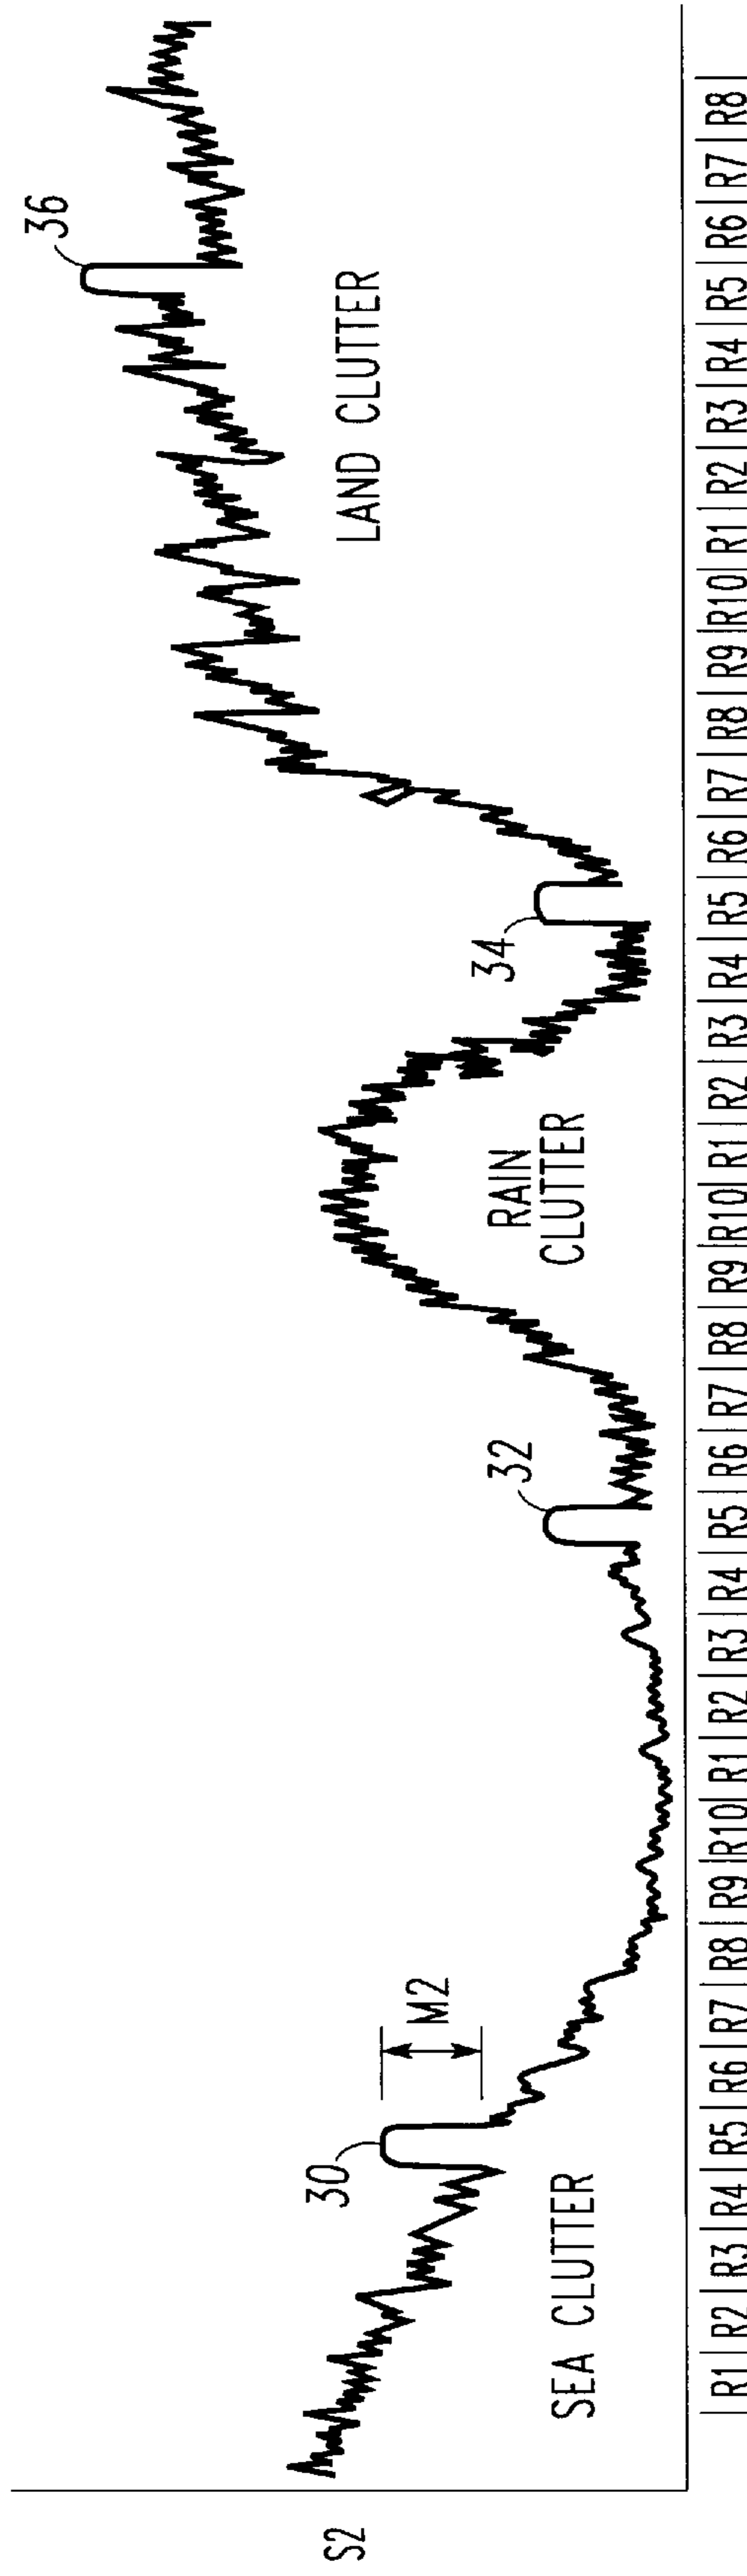 S2
30
M2
SEA CLUTTER
32
RAIN
CLUTTER
34
LAND CLUTTER
36
R1 R2 R3 R4 R5 R6 R7 R8 R9 R10 R1 R2 R3 R4 R5 R6 R7 R8 R9 R10 R1 R2 R3 R4 R5 R6 R7 R8 R9 R10 R1 R2 R3 R4 R5 R6 R7 R8